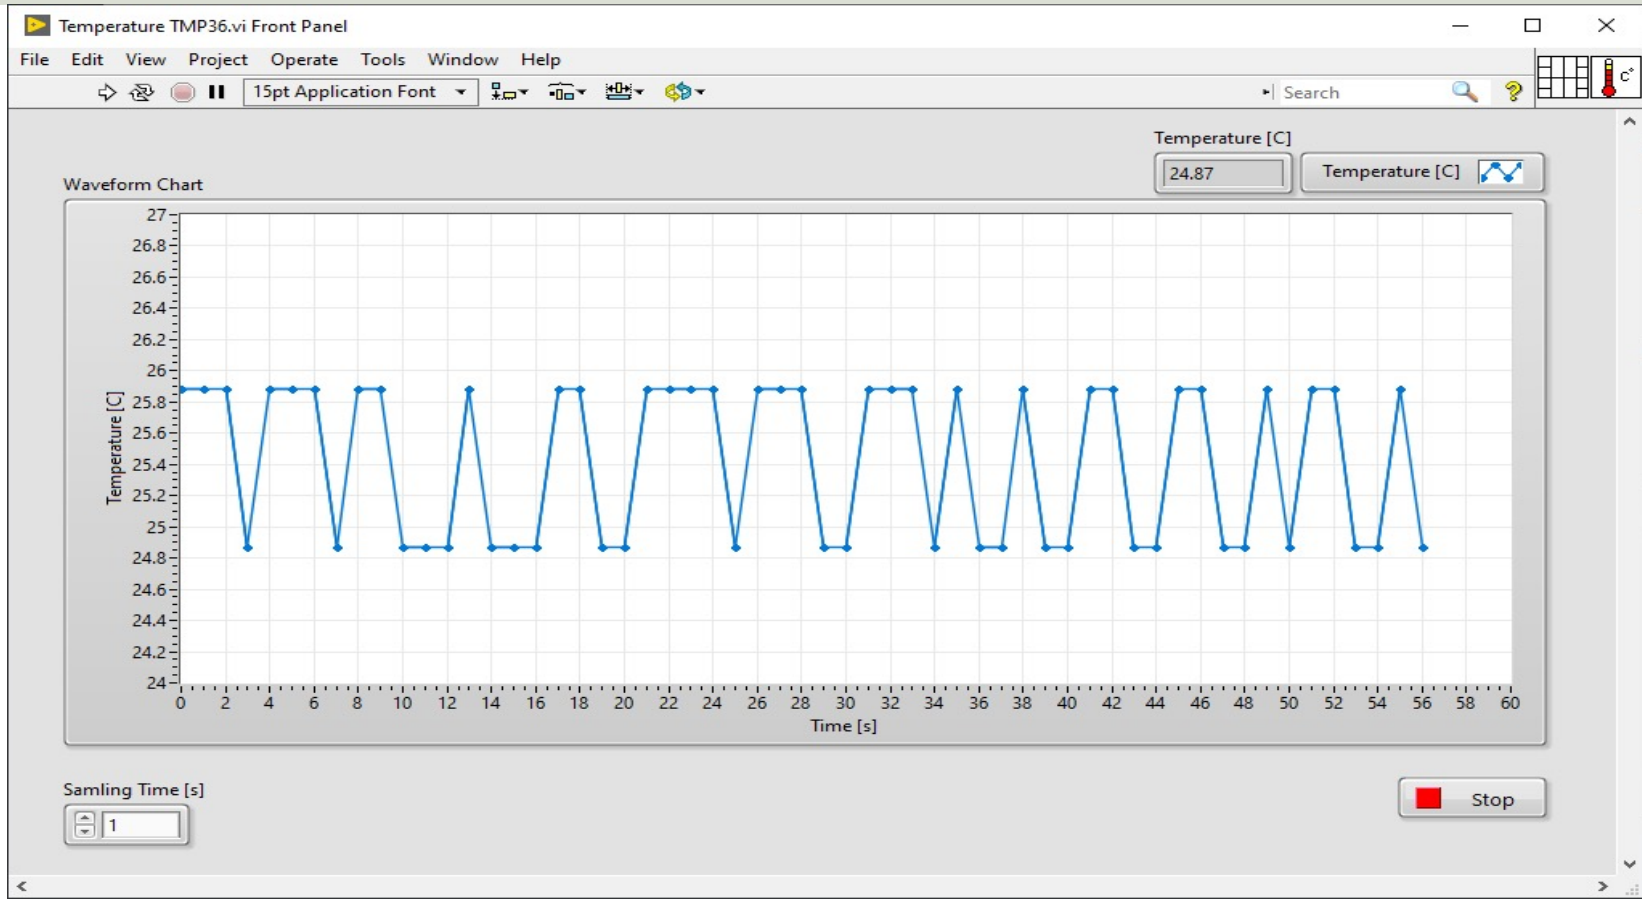 Temperature TMP36.vi Front Panel
File Edit View Project Operate Tools Window Help
15pt Application Font
Search
?
C°
Temperature [C]
24.87
Temperature [C]
Waveform Chart
27
26.8
26.6
26.4
26.2
26
25.8
25.6
25.4
25.2
25
24.8
24.6
24.4
24.2
24
Temperature [C]
0 2 4 6 8 10 12 14 16 18 20 22 24 26 28 30 32 34 36 38 40 42 44 46 48 50 52 54 56 58 60
Time [s]
Samling Time [s]
1
Stop